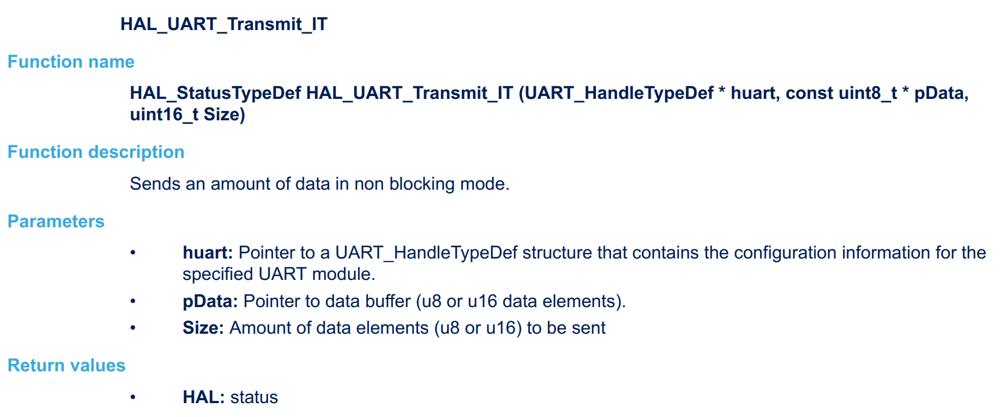 HAL_UART_Transmit_IT
Function name
HAL_StatusTypeDef HAL_UART_Transmit_IT (UART_HandleTypeDef * huart, const uint8_t * pData,
uint16_t Size)
Function description
Sends an amount of data in non blocking mode.
Parameters
• huart: Pointer to a UART_HandleTypeDef structure that contains the configuration information for the
specified UART module.
• pData: Pointer to data buffer (u8 or u16 data elements).
• Size: Amount of data elements (u8 or u16) to be sent
Return values
• HAL: status